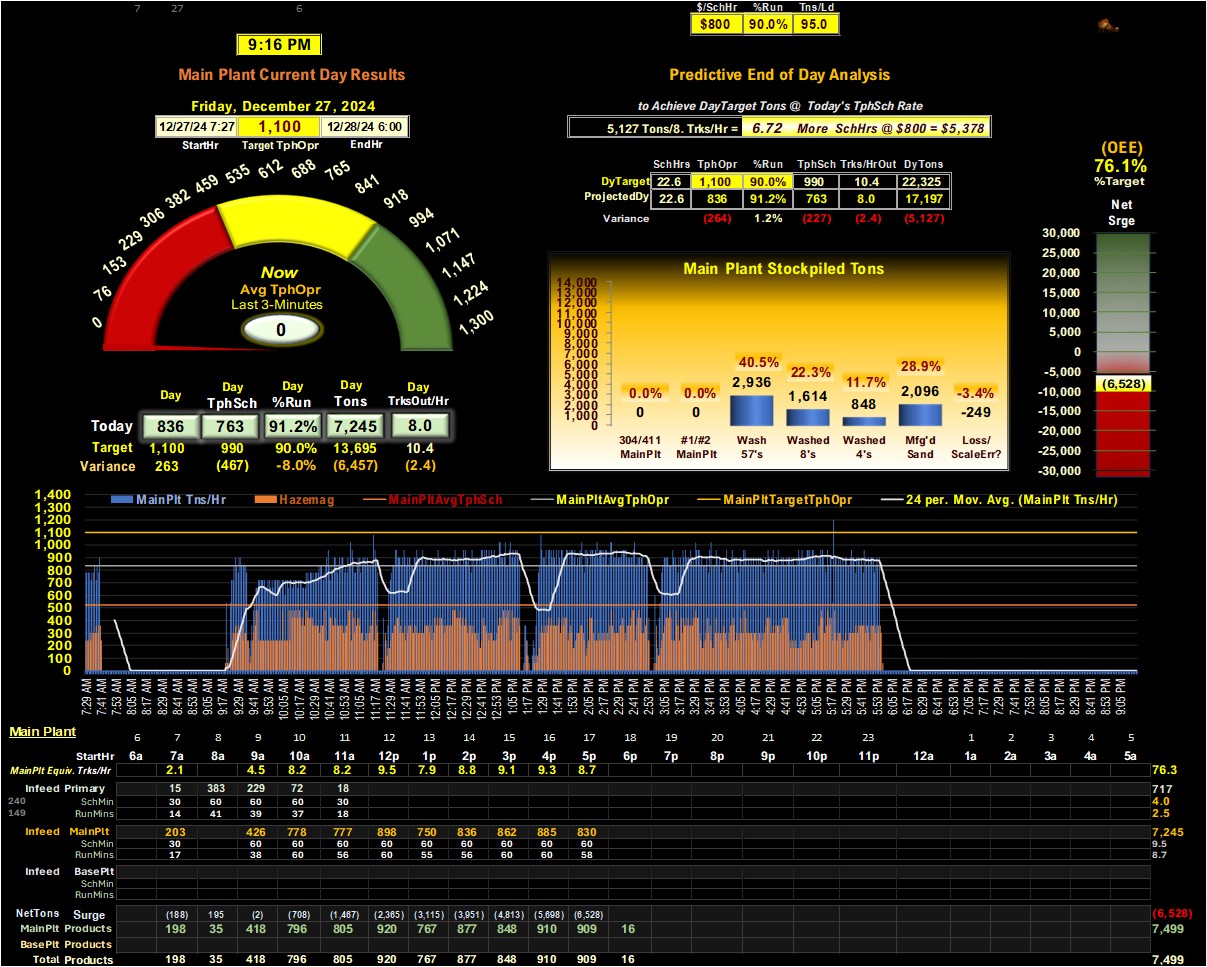 7 27 6
$/SchHr %Run Tns/Ld
$800 90.0% 95.0
9:16 PM
Main Plant Current Day Results
Predictive End of Day Analysis
Friday, December 27, 2024
to Achieve DayTarget Tons @ Today's TphSch Rate
12/27/24 7:27 1,100 12/28/24 6:00
StartHr Target TphOpr EndHr
5,127 Tons/8. Trks/Hr = 6.72 More SchHrs @ $800 = $5,378
(OEE)
76.1%
%Target
SchHrs TphOpr %Run TphSch Trks/HrOut DyTons
DyTarget 22.6 1,100 90.0% 990 10.4 22,325
ProjectedDy 22.6 836 91.2% 763 8.0 17,197
Variance (264) 1.2% (227) (2.4) (5,127)
0 76 153 229 306 382 459 535 612 688 765 841 918 994 1,071 1,147 1,224 1,300
Now
Avg TphOpr
Last 3-Minutes
0
Net
Srge
30,000
25,000
20,000
15,000
10,000
5,000
0
-5,000
(6,528)
-10,000
-15,000
-20,000
-25,000
-30,000
Main Plant Stockpiled Tons
14,000
13,000
12,000
11,000
10,000
9,000
8,000
7,000
6,000
5,000
4,000
3,000
2,000
1,000
0
0.0% 0.0% 40.5% 22.3% 11.7% 28.9% -3.4%
0 0 2,936 1,614 848 2,096 -249
304/411 #1/#2 Wash Washed Washed Mfg'd Loss/
MainPlt MainPlt 57's 8's 4's Sand ScaleErr?
Day Day Day Day Day
TphSch %Run Tons TrksOut/Hr
Today 836 763 91.2% 7,245 8.0
Target 1,100 990 90.0% 13,695 10.4
Variance 263 (467) -8.0% (6,457) (2.4)
MainPlt Tns/Hr Hazemag MainPltAvgTphSch MainPltAvgTphOpr MainPltTargetTphOpr 24 per. Mov. Avg. (MainPlt Tns/Hr)
1,400
1,300
1,200
1,100
1,000
900
800
700
600
500
400
300
200
100
0
7:29 AM 7:41 AM 7:53 AM 8:05 AM 8:17 AM 8:29 AM 8:41 AM 8:53 AM 9:05 AM 9:17 AM 9:29 AM 9:41 AM 9:53 AM 10:05 AM 10:17 AM 10:29 AM 10:41 AM 10:53 AM 11:05 AM 11:17 AM 11:29 AM 11:41 AM 11:53 AM 12:05 PM 12:17 PM 12:29 PM 12:41 PM 12:53 PM 1:05 PM 1:17 PM 1:29 PM 1:41 PM 1:53 PM 2:05 PM 2:17 PM 2:29 PM 2:41 PM 2:53 PM 3:05 PM 3:17 PM 3:29 PM 3:41 PM 3:53 PM 4:05 PM 4:17 PM 4:29 PM 4:41 PM 4:53 PM 5:05 PM 5:17 PM 5:29 PM 5:41 PM 5:53 PM 6:05 PM 6:17 PM 6:29 PM 6:41 PM 6:53 PM 7:05 PM 7:17 PM 7:29 PM 7:41 PM 7:53 PM 8:05 PM 8:17 PM 8:29 PM 8:41 PM 8:53 PM 9:05 PM
Main Plant
6 7 8 9 10 11 12 13 14 15 16 17 18 19 20 21 22 23 1 2 3 4 5
StartHr 6a 7a 8a 9a 10a 11a 12p 1p 2p 3p 4p 5p 6p 7p 8p 9p 10p 11p 12a 1a 2a 3a 4a 5a
MainPlt Equiv. Trks/Hr 2.1 4.5 8.2 8.2 9.5 7.9 8.8 9.1 9.3 8.7 76.3
Infeed Primary 15 383 229 72 18 717
240 SchMin 30 60 60 60 30 4.0
149 RunMins 14 41 39 37 18 2.5
Infeed MainPlt 203 426 778 777 898 750 836 862 885 830 7,245
SchMin 30 60 60 60 60 60 60 60 60 60 9.5
RunMins 17 38 60 56 60 55 56 60 60 58 8.7
Infeed BasePlt
SchMin
RunMins
NetTons Surge (188) 195 (2) (708) (1,467) (2,365) (3,115) (3,951) (4,813) (5,698) (6,528) (6,528)
MainPlt Products 198 35 418 796 805 920 767 877 848 910 909 16 7,499
BasePlt Products
Total Products 198 35 418 796 805 920 767 877 848 910 909 16 7,499